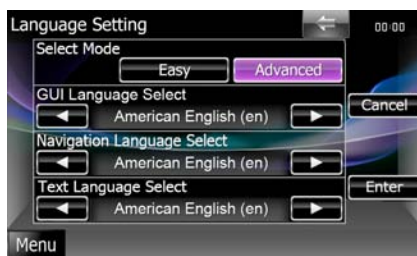 Language Setting
00:00
Select Mode
Easy
Advanced
GUI Language Select
American English (en)
Cancel
Navigation Language Select
American English (en)
Text Language Select
Enter
American English (en)
Menu